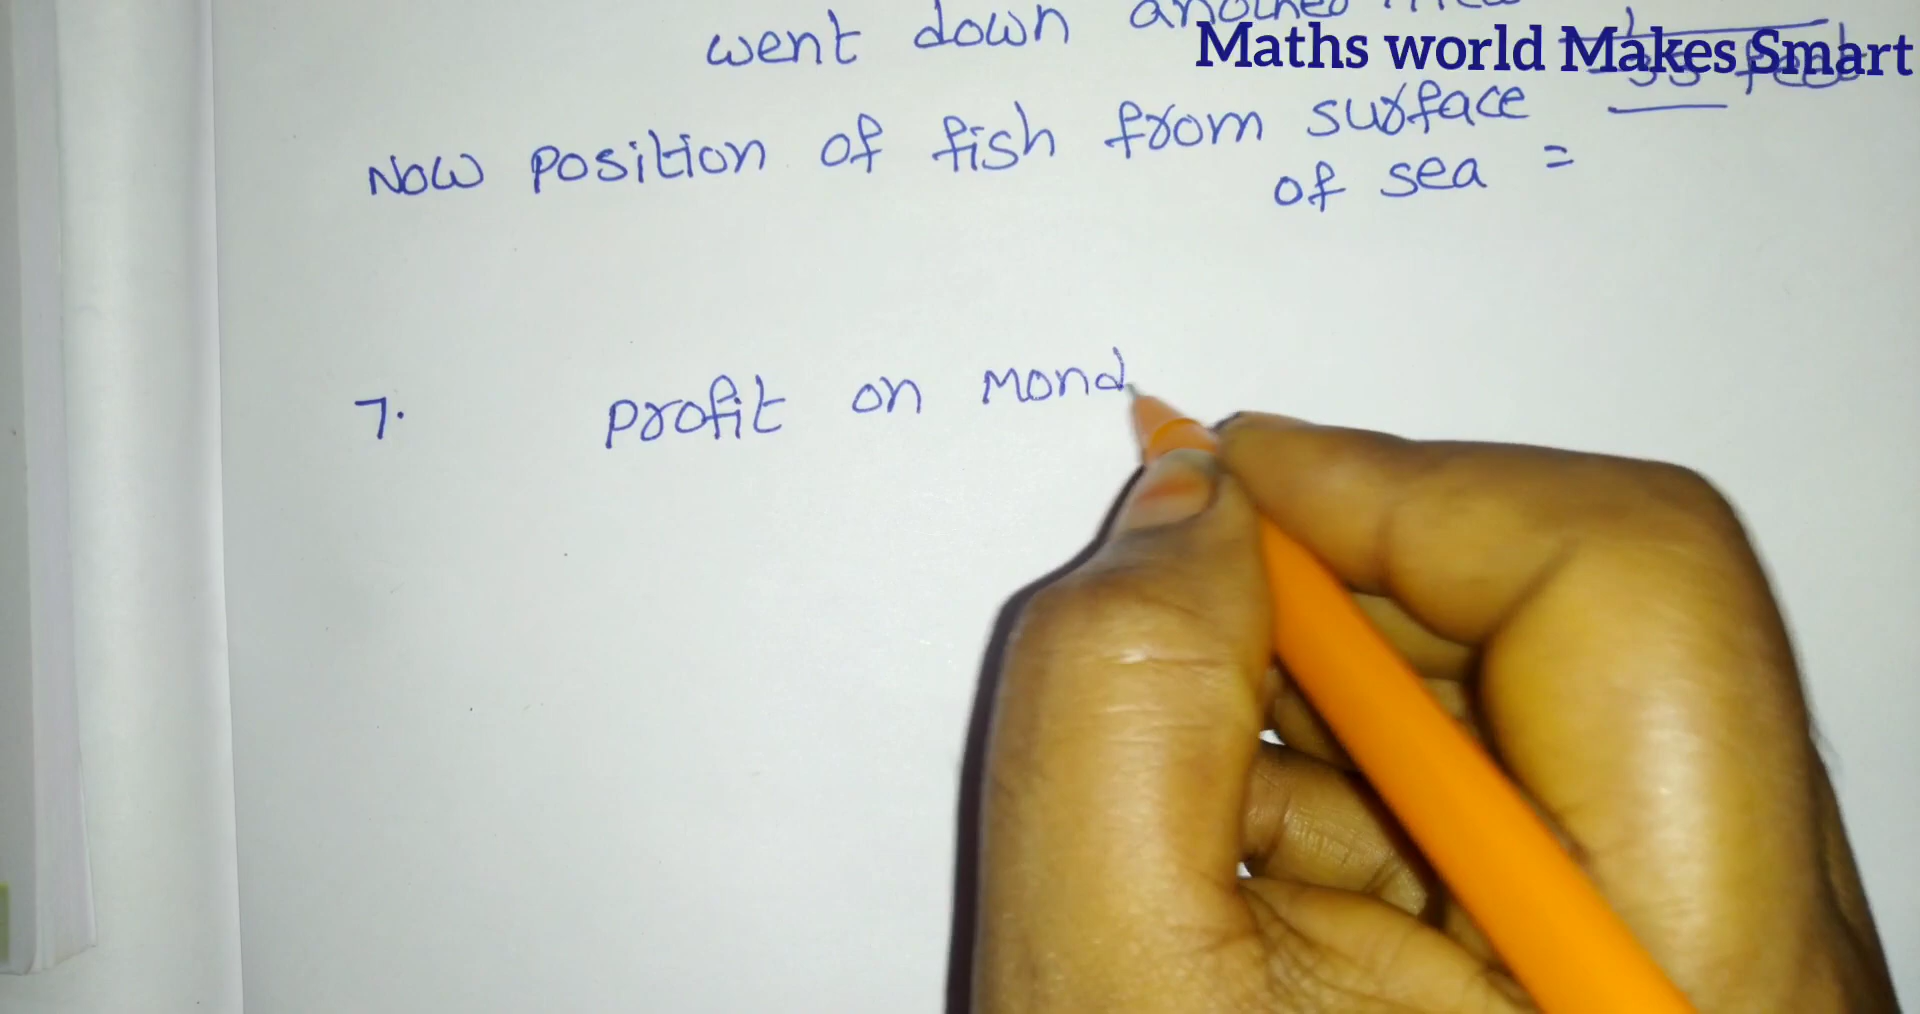 went down
Maths world Makes Smart
Now position of fish from surface
of sea =
7. profit on mond